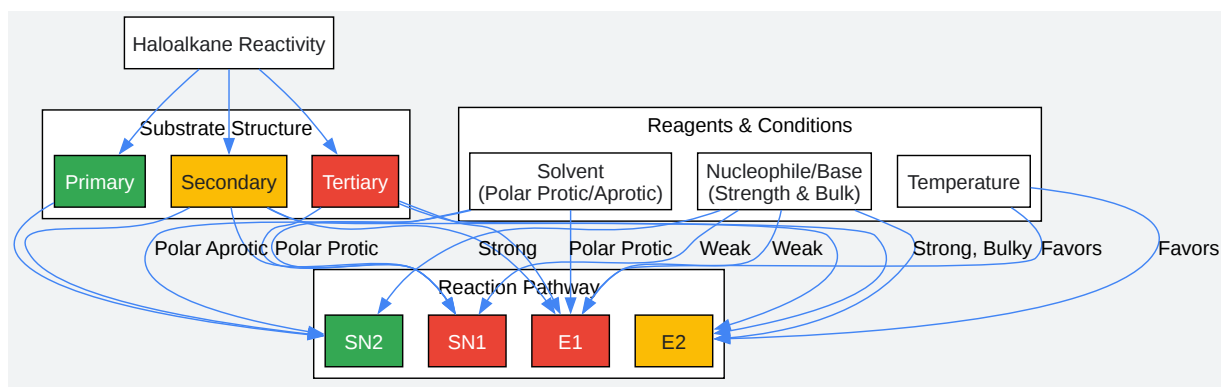 Haloalkane Reactivity
Substrate Structure
Reagents & Conditions
Primary
Secondary
Tertiary
Solvent
(Polar Protic/Aprotic)
Nucleophile/Base
(Strength & Bulk)
Temperature
Polar Aprotic
Polar Protic
Strong
Polar Protic
Weak
Weak
Strong, Bulky
Favors
Favors
Reaction Pathway
SN2
SN1
E1
E2